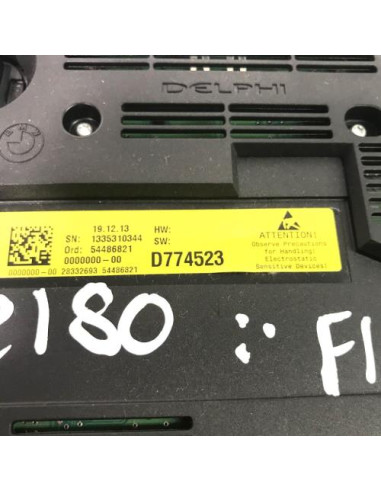 DELPHI
19.12.13 HW:
SN: 1335310344 SW:
Ord: 54486821
0000000-00 D774523
0000000-00 28332693 54486821
ATTENTION!
Observe Precautions
for Handling:
Electrostatic
Sensitive Devices!
2180 :: F1